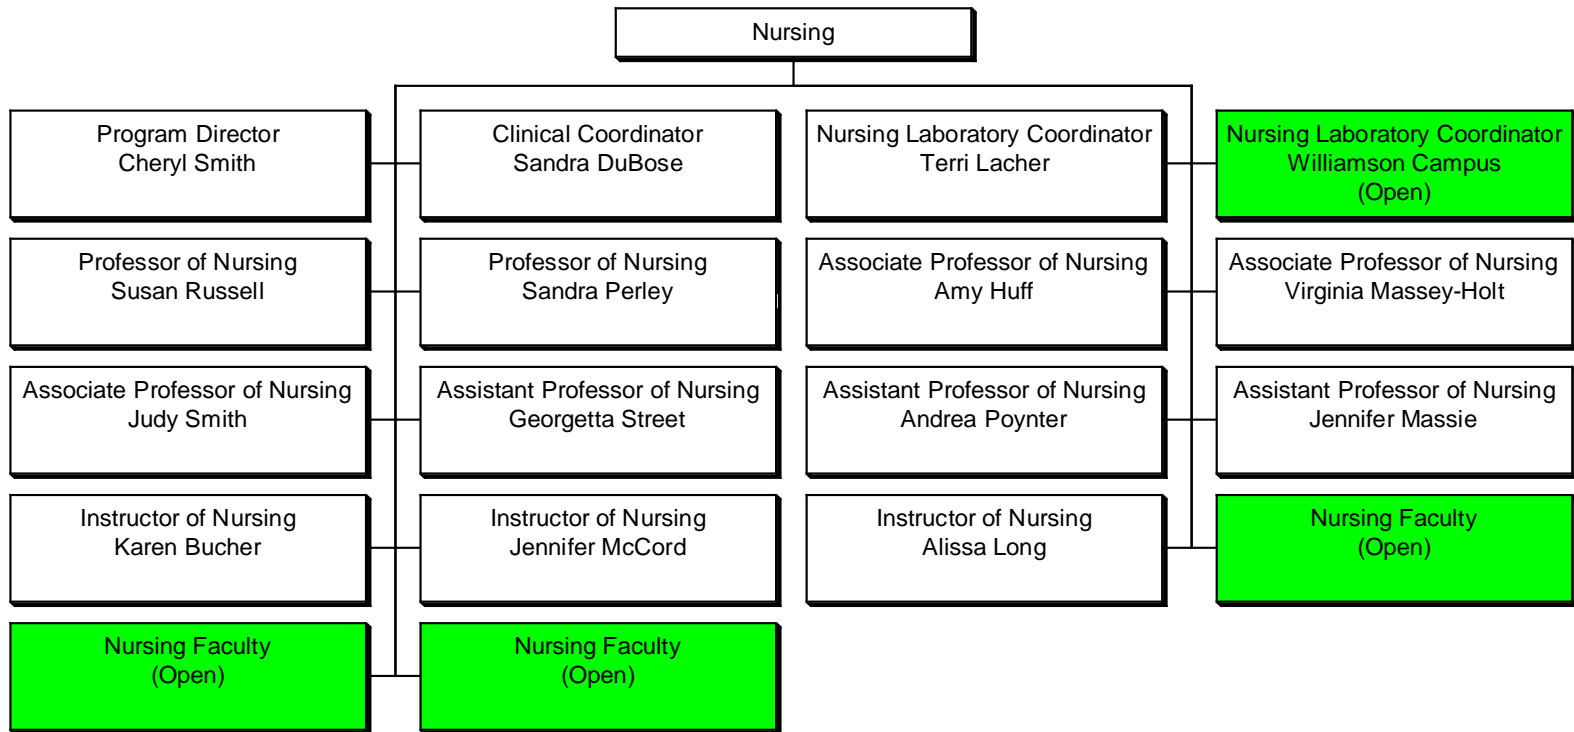 Nursing
Program Director
Cheryl Smith
Clinical Coordinator
Sandra DuBose
Nursing Laboratory Coordinator
Terri Lacher
Nursing Laboratory Coordinator
Williamson Campus
(Open)
Professor of Nursing
Susan Russell
Professor of Nursing
Sandra Perley
Associate Professor of Nursing
Amy Huff
Associate Professor of Nursing
Virginia Massey-Holt
Associate Professor of Nursing
Judy Smith
Assistant Professor of Nursing
Georgetta Street
Assistant Professor of Nursing
Andrea Poynter
Assistant Professor of Nursing
Jennifer Massie
Instructor of Nursing
Karen Bucher
Instructor of Nursing
Jennifer McCord
Instructor of Nursing
Alissa Long
Nursing Faculty
(Open)
Nursing Faculty
(Open)
Nursing Faculty
(Open)